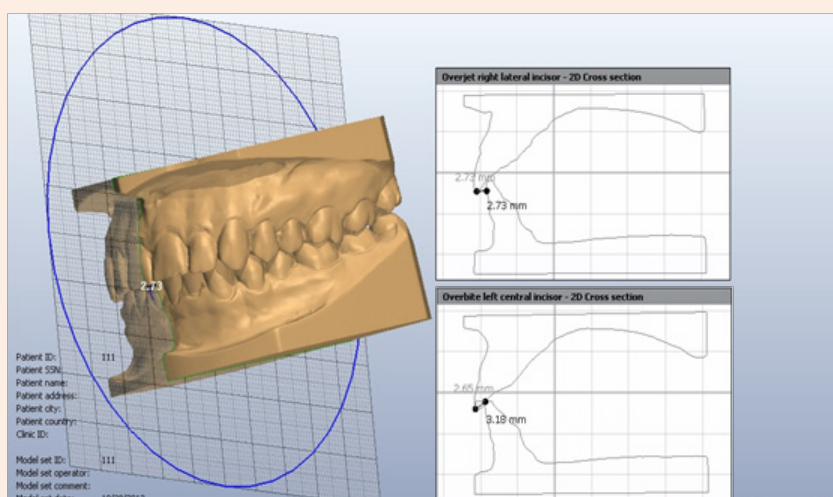 Overjet right lateral incisor - 2D Cross section
2.73 mm
2.73 mm
2.73
Overbite left central incisor - 2D Cross section
2.65 mm
3.18 mm
Patient ID: 111
Patient SSN:
Patient name:
Patient address:
Patient city:
Patient country:
Clinic ID:
Model set ID: 111
Model set operator:
Model set comment: